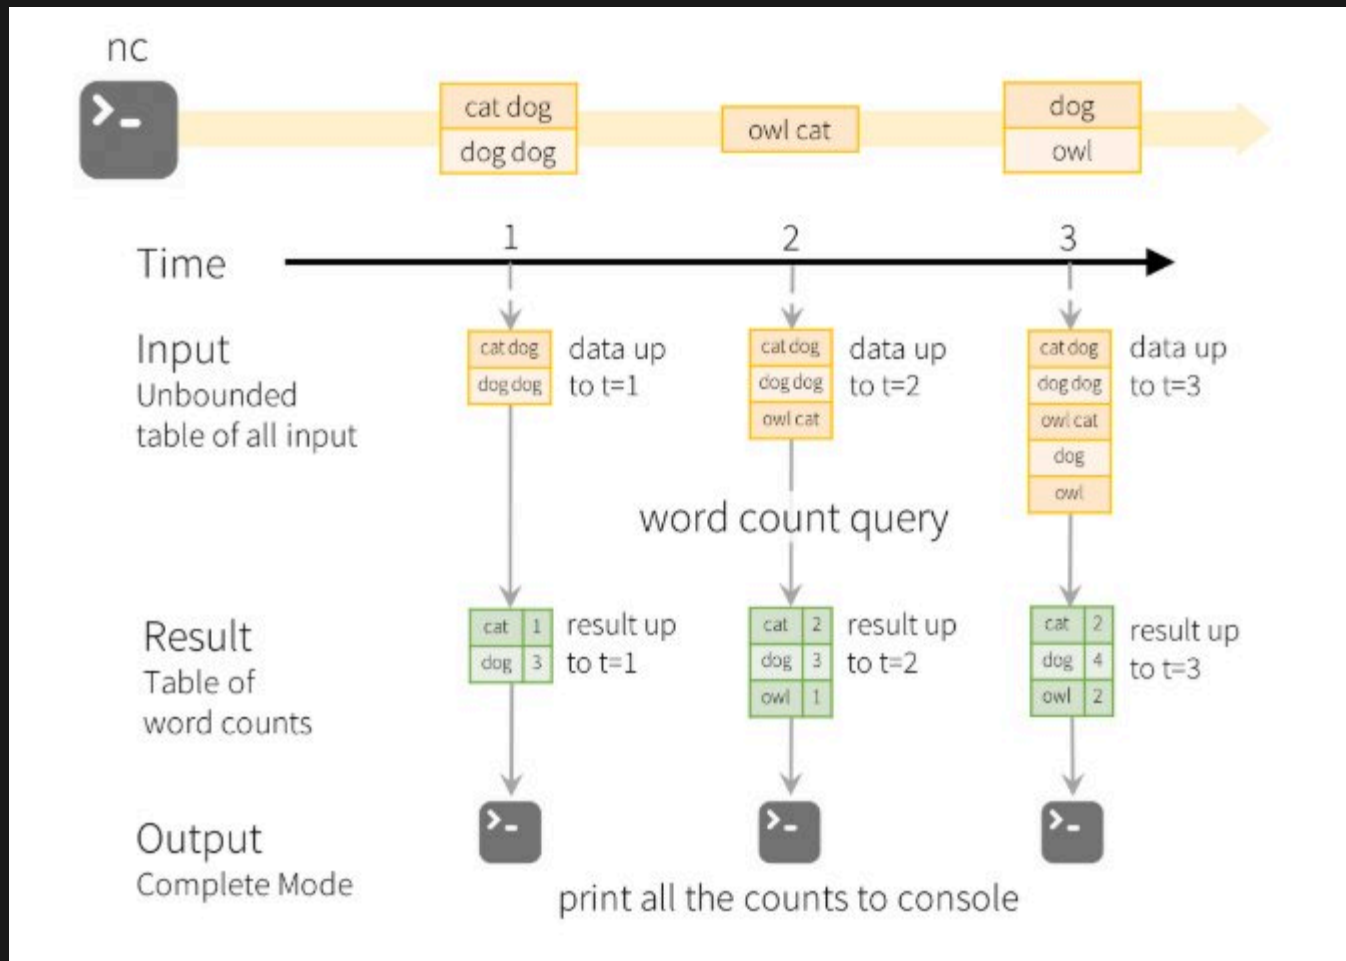 nc
cat dog
dog dog
owl cat
dog
owl
Time
1
2
3
Input
Unbounded
table of all input
cat dog
dog dog
data up
to t=1
cat dog
dog dog
owl cat
data up
to t=2
cat dog
dog dog
owl cat
dog
owl
data up
to t=3
word count query
Result
Table of
word counts
cat 1
dog 3
result up
to t=1
cat 2
dog 3
owl 1
result up
to t=2
cat 2
dog 4
owl 2
result up
to t=3
Output
Complete Mode
print all the counts to console